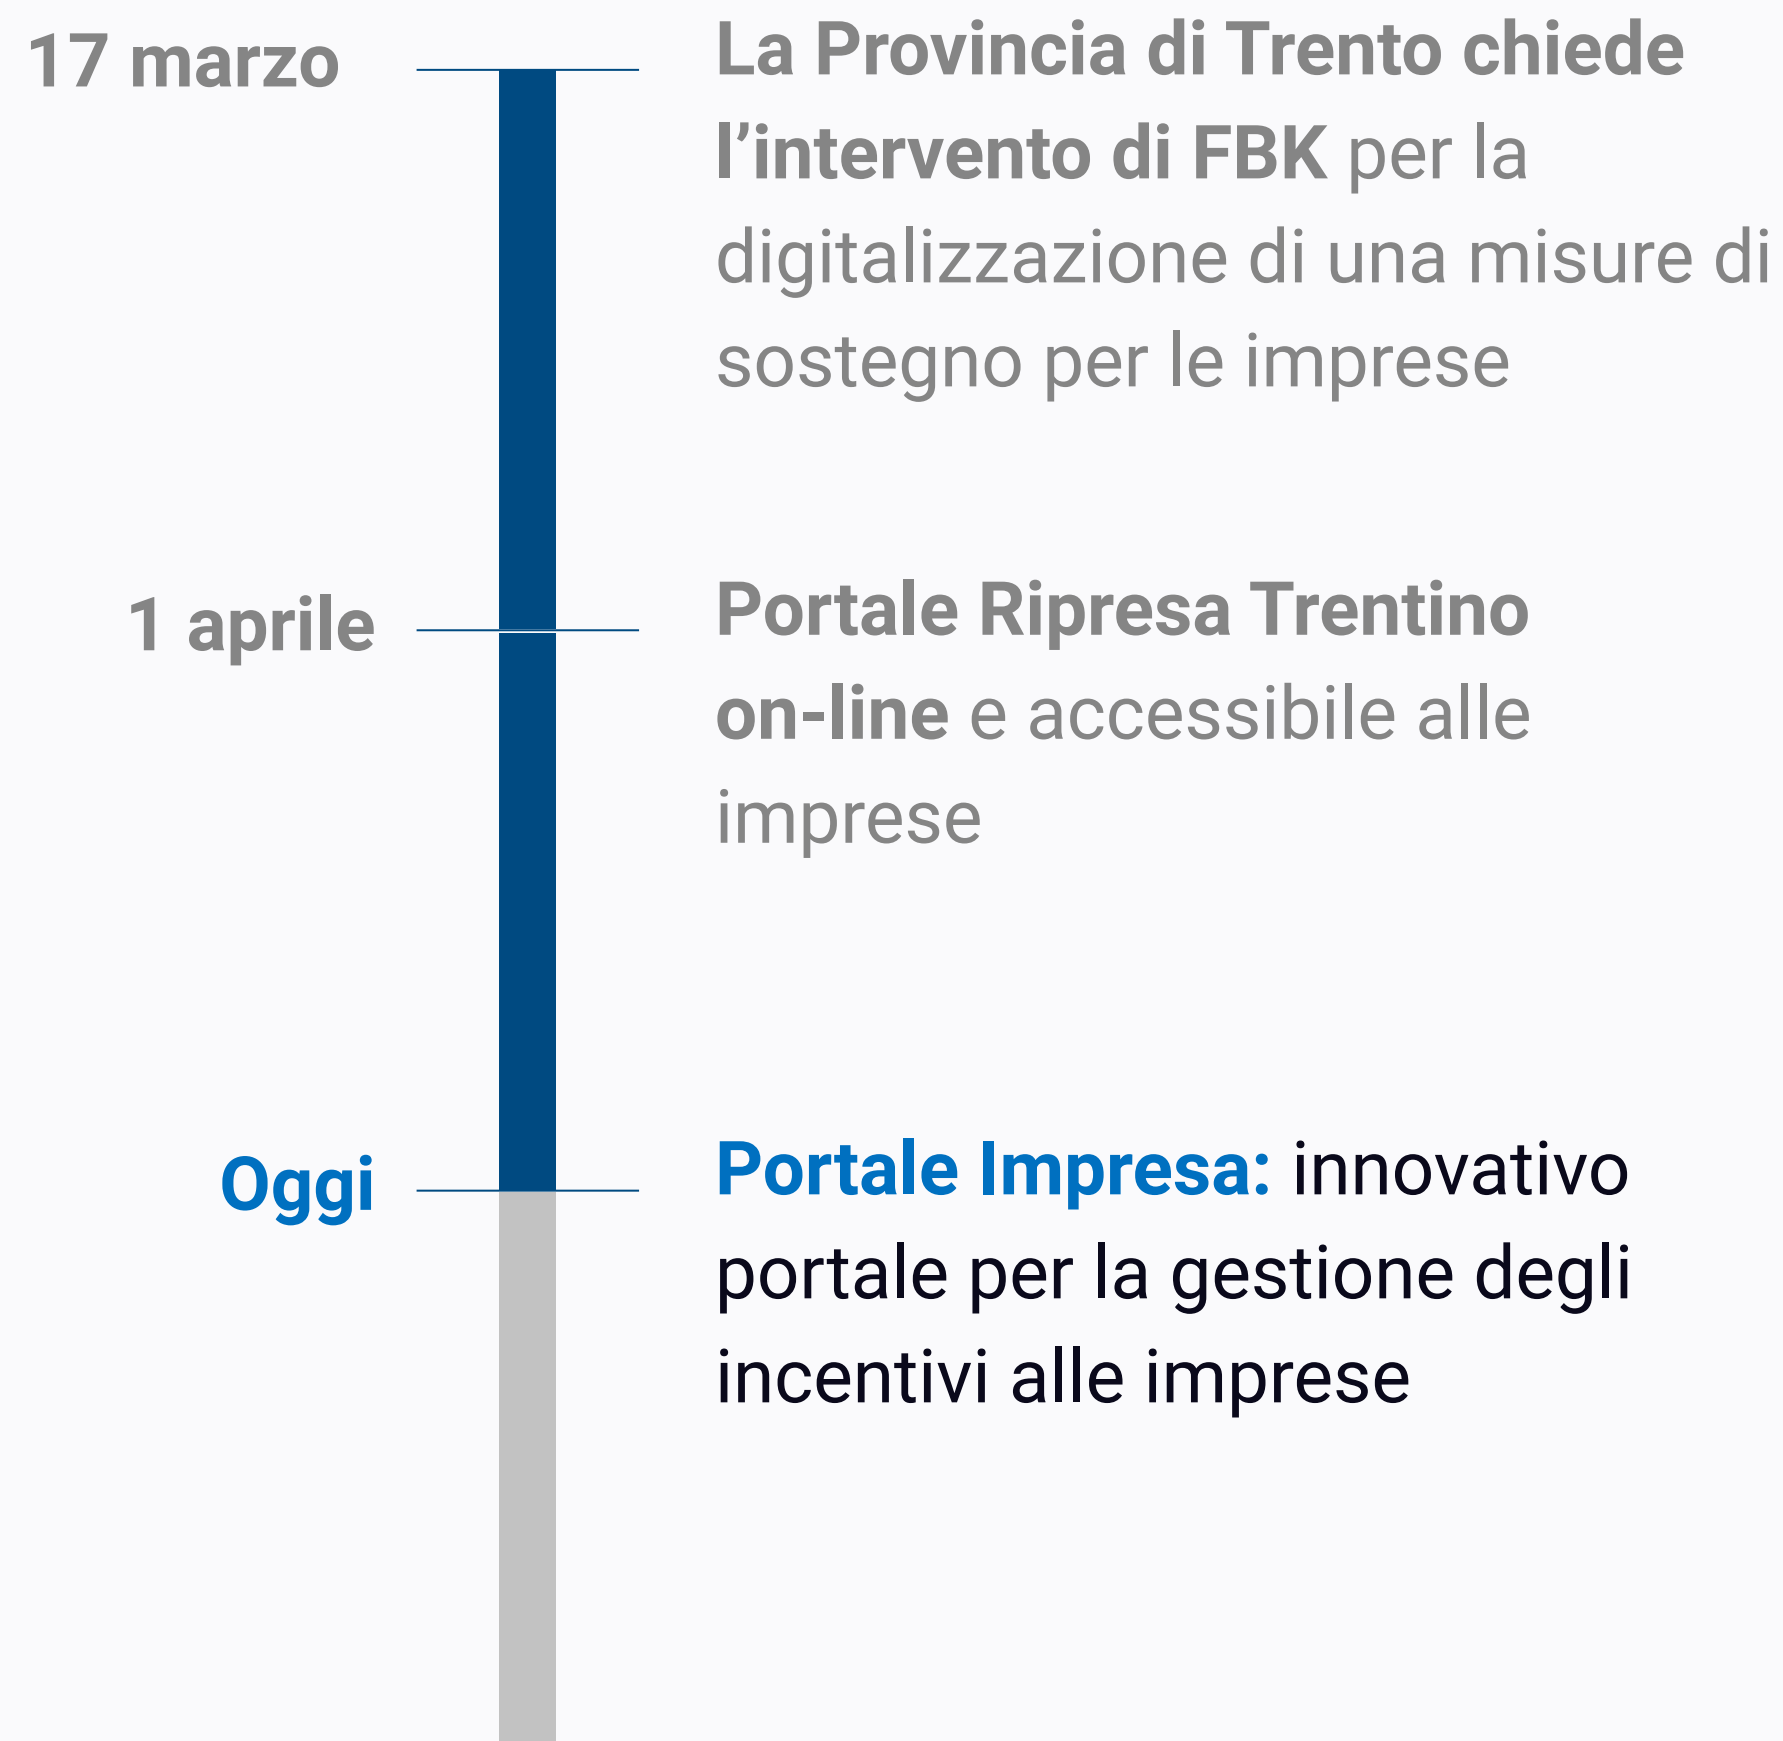 17 marzo
La Provincia di Trento chiede
l’intervento di FBK per la
digitalizzazione di una misure di
sostegno per le imprese
1 aprile
Portale Ripresa Trentino
on-line e accessibile alle
imprese
Oggi
Portale Impresa: innovativo
portale per la gestione degli
incentivi alle imprese